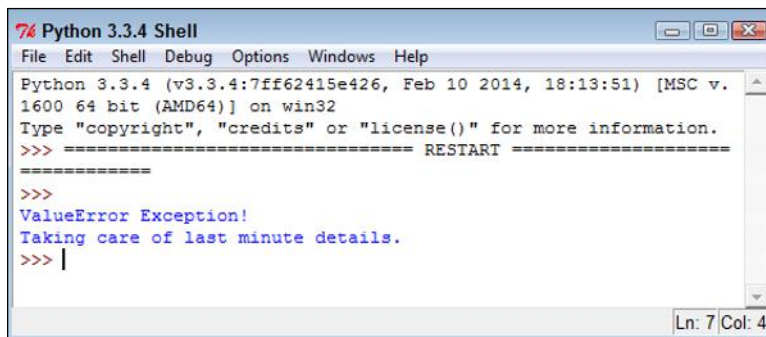 Python 3.3.4 Shell
File Edit Shell Debug Options Windows Help
Python 3.3.4 (v3.3.4:7ff62415e426, Feb 10 2014, 18:13:51) [MSC v.
1600 64 bit (AMD64)] on win32
Type "copyright", "credits" or "license()" for more information.
>>> ================================ RESTART ====================
============
>>>
ValueError Exception!
Taking care of last minute details.
>>>
Ln: 7 Col: 4